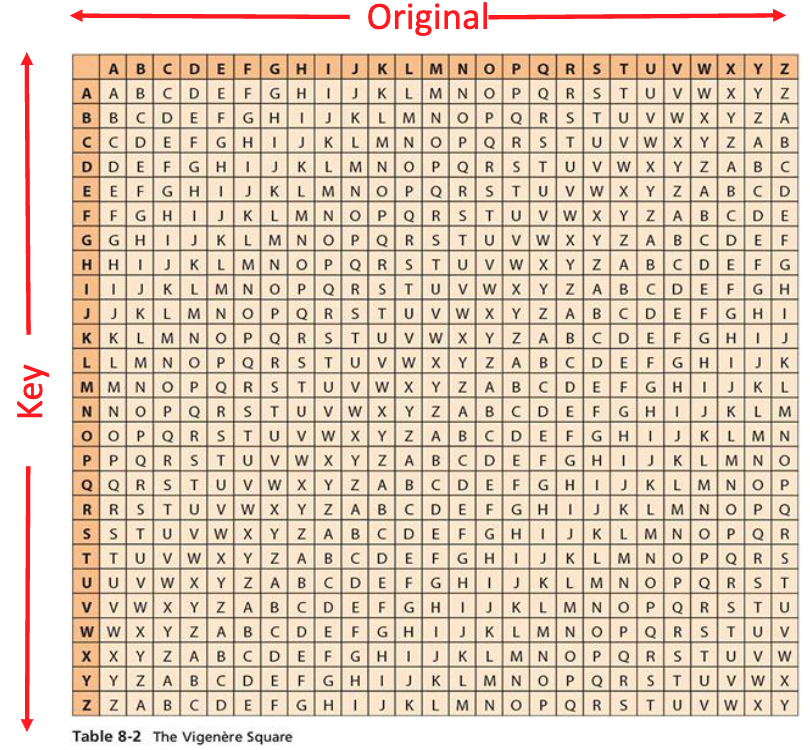 Original
A B C D E F G H I J K L M N O P Q R S T U V W X Y Z
A A B C D E F G H I J K L M N O P Q R S T U V W X Y Z
B B C D E F G H I J K L M N O P Q R S T U V W X Y Z A
C C D E F G H I J K L M N O P Q R S T U V W X Y Z A B
D D E F G H I J K L M N O P Q R S T U V W X Y Z A B C
E E F G H I J K L M N O P Q R S T U V W X Y Z A B C D
F F G H I J K L M N O P Q R S T U V W X Y Z A B C D E
G G H I J K L M N O P Q R S T U V W X Y Z A B C D E F
H H I J K L M N O P Q R S T U V W X Y Z A B C D E F G
I I J K L M N O P Q R S T U V W X Y Z A B C D E F G H
J J K L M N O P Q R S T U V W X Y Z A B C D E F G H I
K K L M N O P Q R S T U V W X Y Z A B C D E F G H I J
L L M N O P Q R S T U V W X Y Z A B C D E F G H I J K
Key
M M N O P Q R S T U V W X Y Z A B C D E F G H I J K L
N N O P Q R S T U V W X Y Z A B C D E F G H I J K L M
O O P Q R S T U V W X Y Z A B C D E F G H I J K L M N
P P Q R S T U V W X Y Z A B C D E F G H I J K L M N O
Q Q R S T U V W X Y Z A B C D E F G H I J K L M N O P
R R S T U V W X Y Z A B C D E F G H I J K L M N O P Q
S S T U V W X Y Z A B C D E F G H I J K L M N O P Q R
T T U V W X Y Z A B C D E F G H I J K L M N O P Q R S
U U V W X Y Z A B C D E F G H I J K L M N O P Q R S T
V V W X Y Z A B C D E F G H I J K L M N O P Q R S T U
W W X Y Z A B C D E F G H I J K L M N O P Q R S T U V
X X Y Z A B C D E F G H I J K L M N O P Q R S T U V W
Y Y Z A B C D E F G H I J K L M N O P Q R S T U V W X
Z Z A B C D E F G H I J K L M N O P Q R S T U V W X Y
Table 8-2 The Vigenère Square